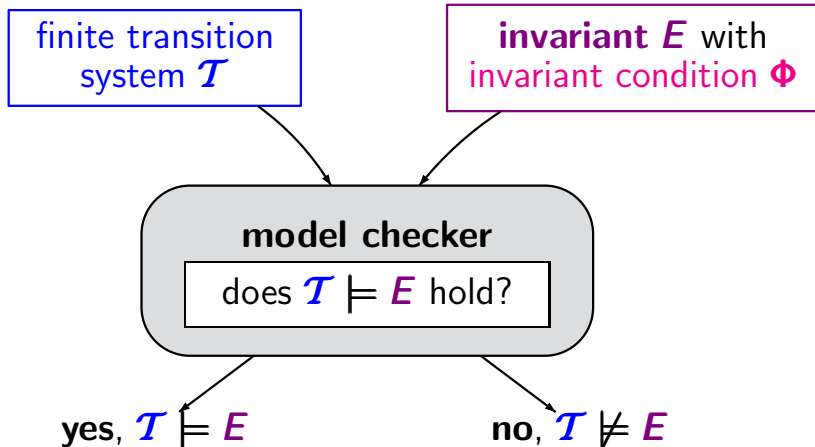 finite transition
system 𝒯
invariant E with
invariant condition Φ
model checker
does 𝒯 ⊨ E hold?
yes, 𝒯 ⊨ E
no, 𝒯 ⊭ E